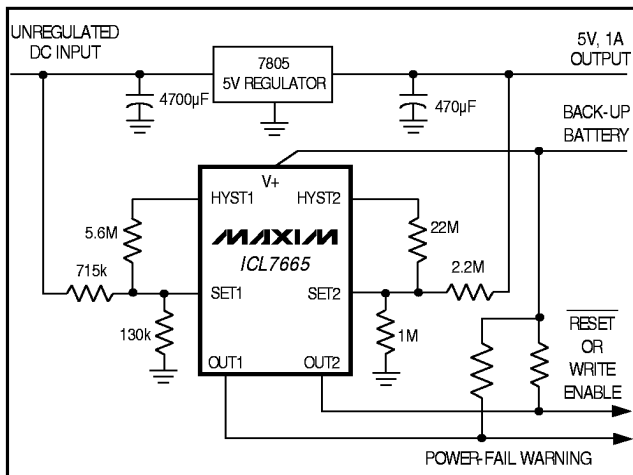 UNREGULATED
DC INPUT
7805
5V REGULATOR
5V, 1A
OUTPUT
4700µF
470µF
BACK-UP
BATTERY
V+
HYST1
HYST2
5.6M
MAXIM
22M
ICL7665
715k
2.2M
SET1
SET2
130k
1M
RESET
OR
WRITE
ENABLE
OUT1
OUT2
POWER-FAIL WARNING